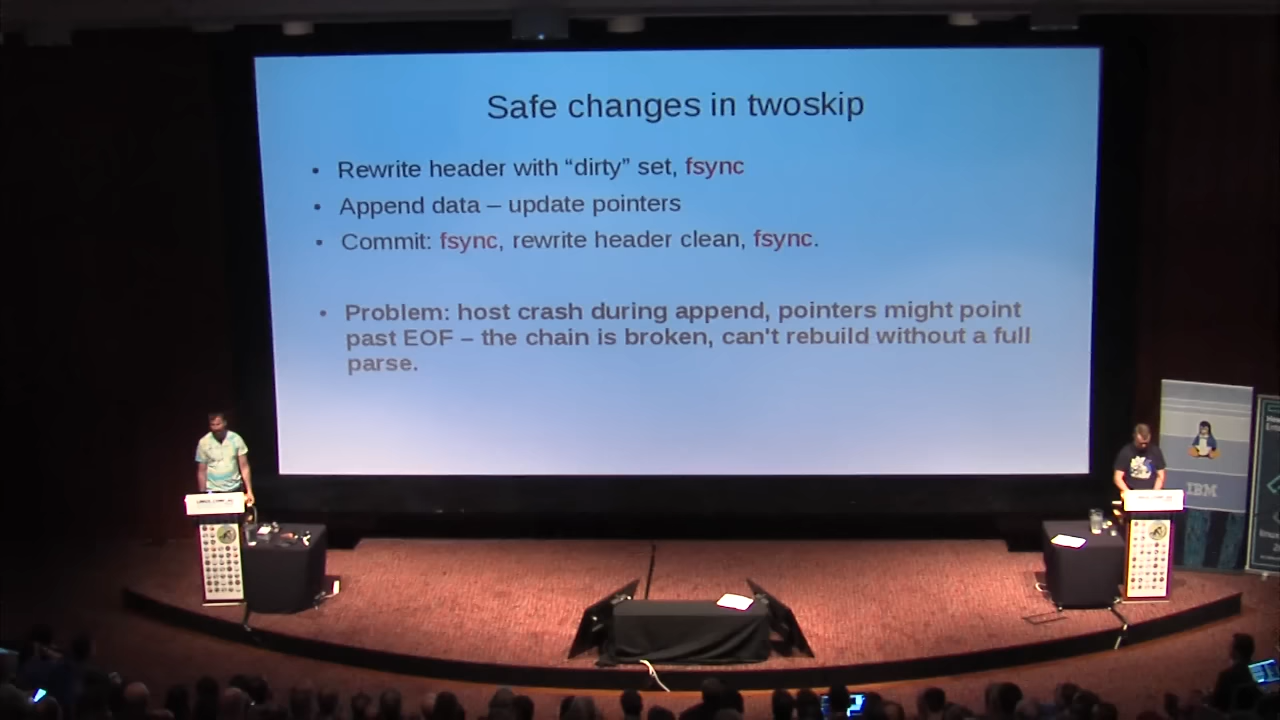 Safe changes in twoskip
• Rewrite header with “dirty” set, fsync
• Append data – update pointers
• Commit: fsync, rewrite header clean, fsync.
• Problem: host crash during append, pointers might point
past EOF – the chain is broken, can't rebuild without a full
parse.
IBM